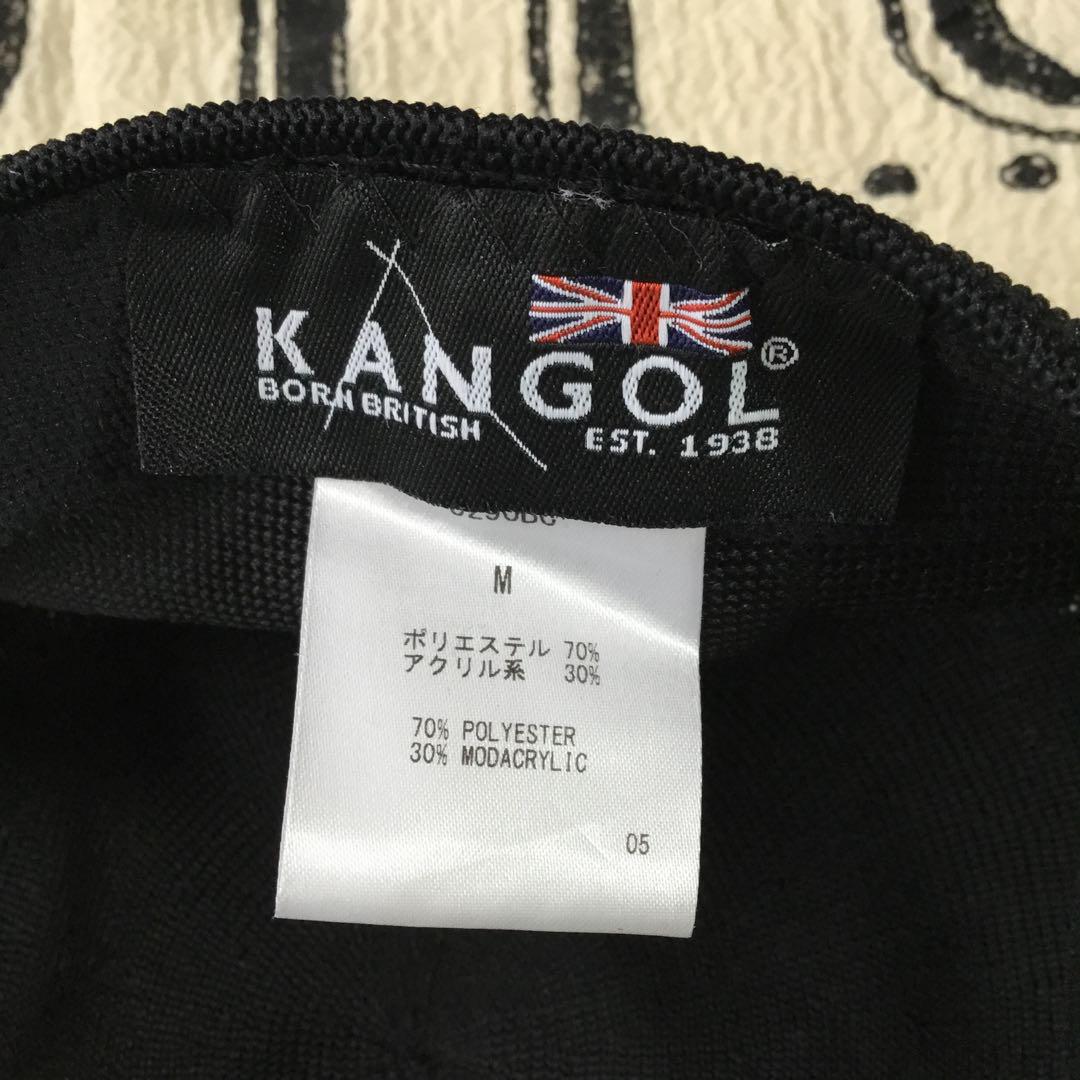 KANGOL®
BORN BRITISH
EST. 1938
M
ポリエステル 70%
アクリル系 30%
70% POLYESTER
30% MODACRYLIC
05